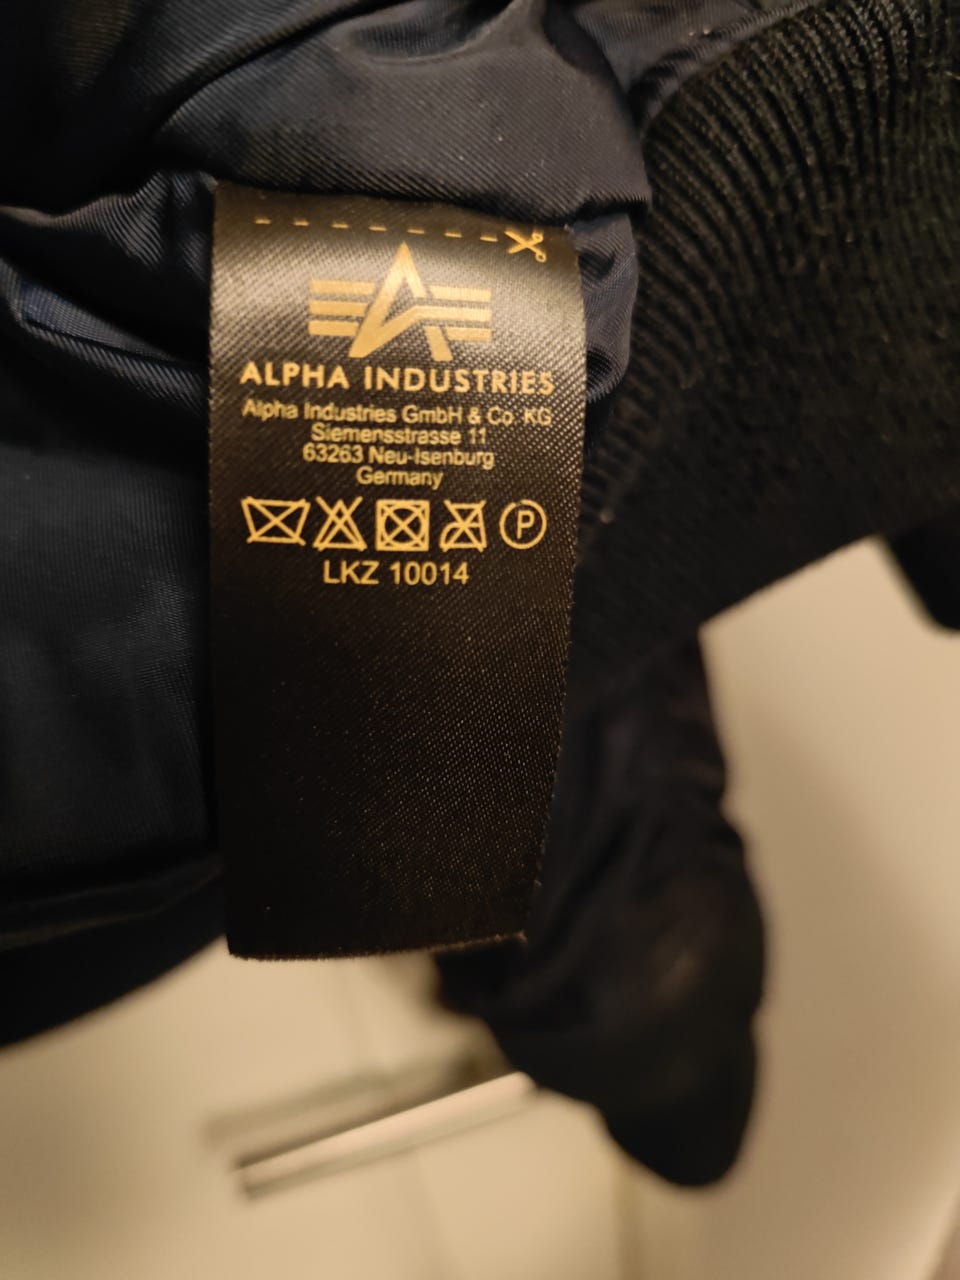 ALPHA INDUSTRIES
Alpha Industries GmbH & Co. KG
Siemensstrasse 11
63263 Neu-Isenburg
Germany
P
LKZ 10014